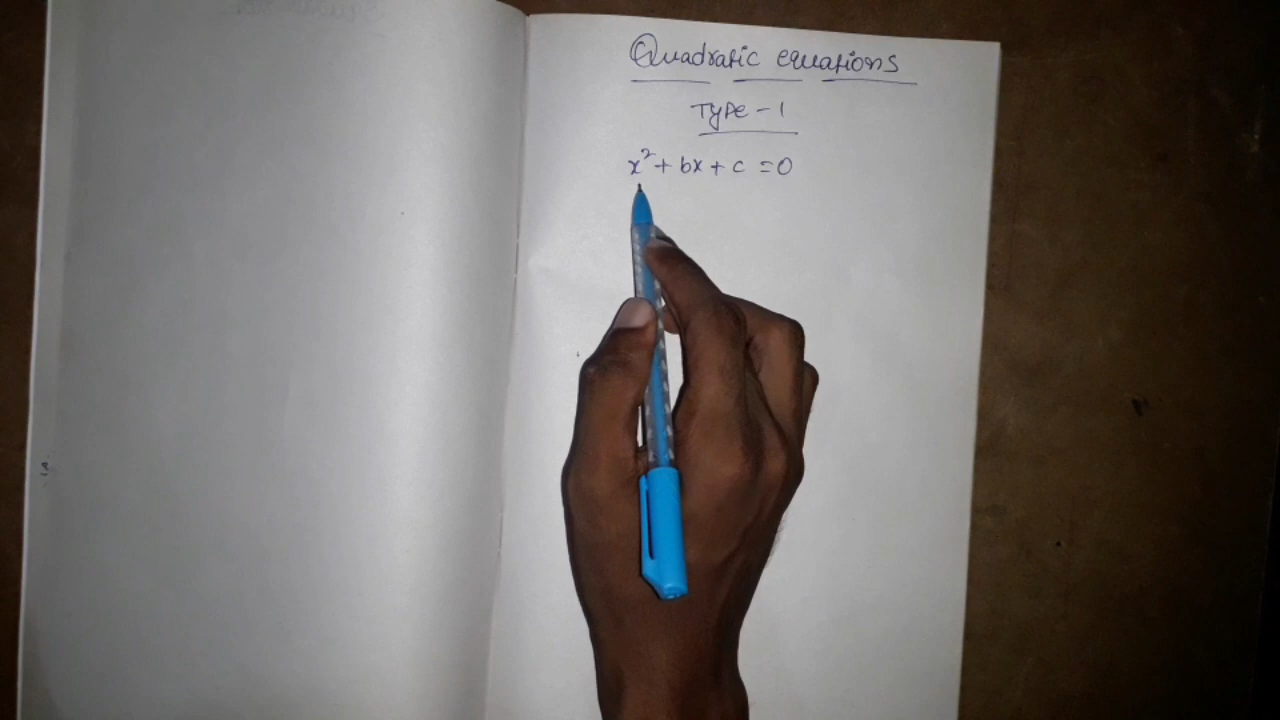 Quadratic equations
Type - 1
x² + bx + c = 0